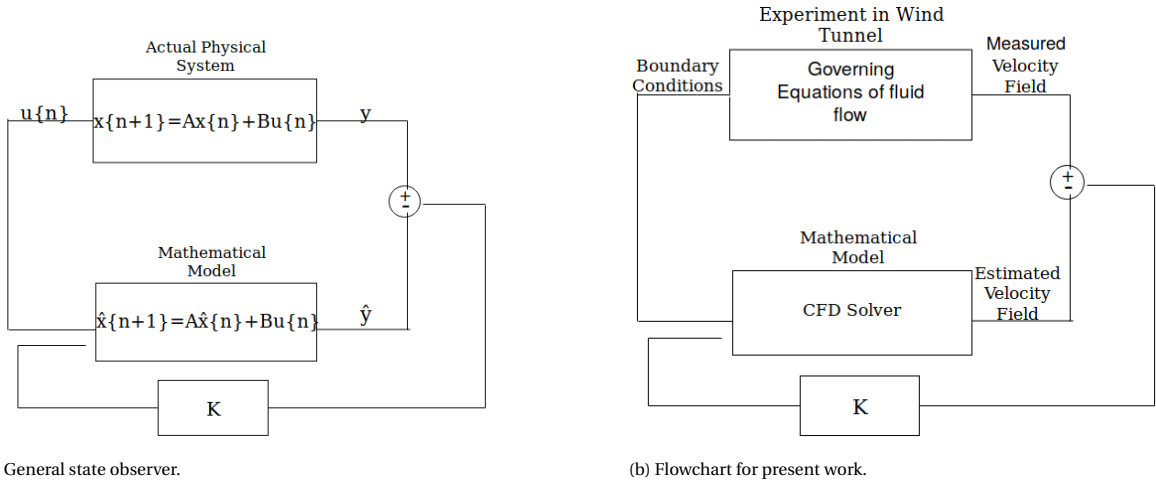 Actual Physical
System
u{n}
x{n+1}=Ax{n}+Bu{n}
y
+
-
Mathematical
Model
x̂{n+1}=Ax̂{n}+Bu{n}
ŷ
K
General state observer.
Experiment in Wind
Tunnel
Boundary
Conditions
Governing
Equations of fluid
flow
Measured
Velocity
Field
+
-
Mathematical
Model
CFD Solver
Estimated
Velocity
Field
K
(b) Flowchart for present work.